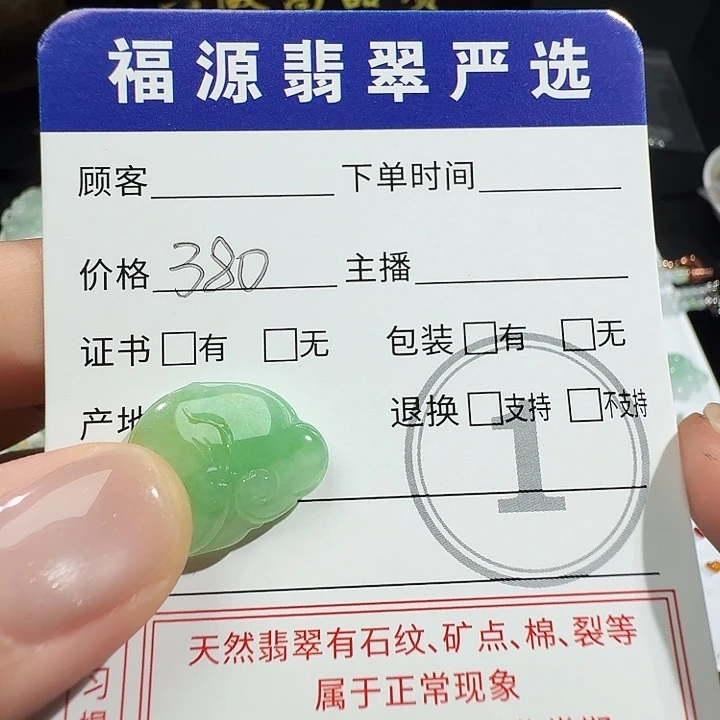 福源翡翠严选
顾客 下单时间
价格 380 主播
证书 □有 □无 包装 □有 □无
产地 退换 □支持 □不支持
1
天然翡翠有石纹、矿点、棉、裂等
属于正常现象